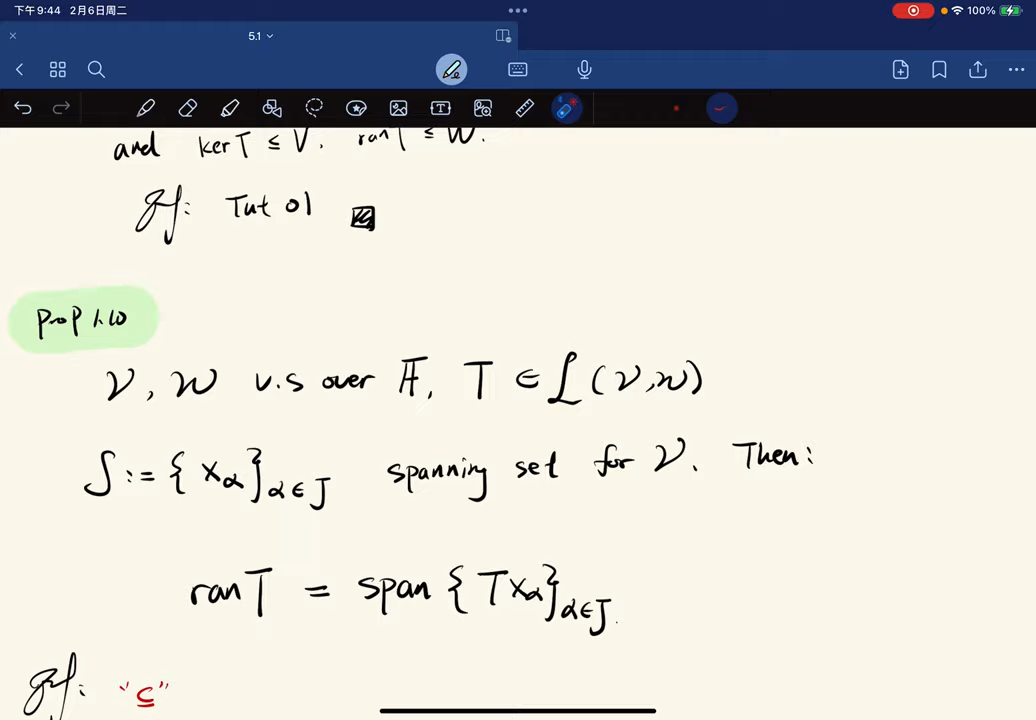 下午9:44 2月6日周二
100%
5.1
and ker T ≤ V. ran T ≤ W.
Pf: Tut 01
Prop 1.10
V, W v.s over F, T ∈ L(V,W)
S := {xα}α∈J spanning set for V. Then:
ran T = span {Txα}α∈J.
Pf: "⊆"